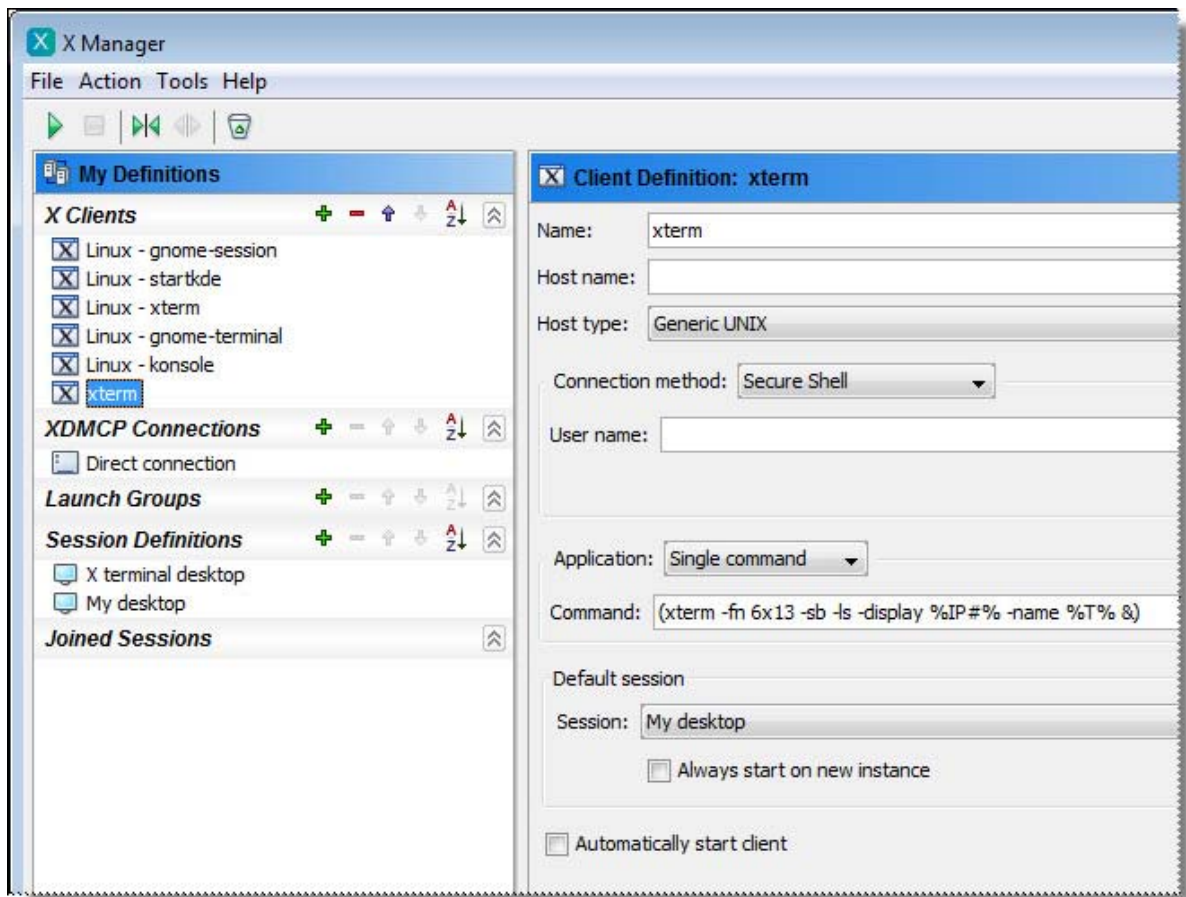 X Manager
File Action Tools Help
My Definitions
X Clients
Linux - gnome-session
Linux - startkde
Linux - xterm
Linux - gnome-terminal
Linux - konsole
xterm
XDMCP Connections
Direct connection
Launch Groups
Session Definitions
X terminal desktop
My desktop
Joined Sessions
Client Definition: xterm
Name: xterm
Host name:
Host type: Generic UNIX
Connection method: Secure Shell
User name:
Application: Single command
Command: (xterm -fn 6x13 -sb -ls -display %IP#% -name %T% &)
Default session
Session: My desktop
Always start on new instance
Automatically start client